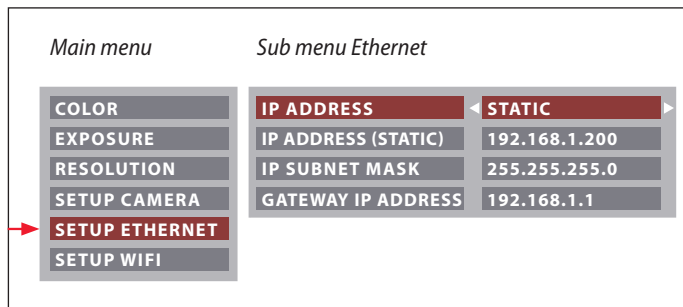 Main menu
Sub menu Ethernet
COLOR
EXPOSURE
RESOLUTION
SETUP CAMERA
SETUP ETHERNET
SETUP WIFI
IP ADDRESS STATIC
IP ADDRESS (STATIC) 192.168.1.200
IP SUBNET MASK 255.255.255.0
GATEWAY IP ADDRESS 192.168.1.1